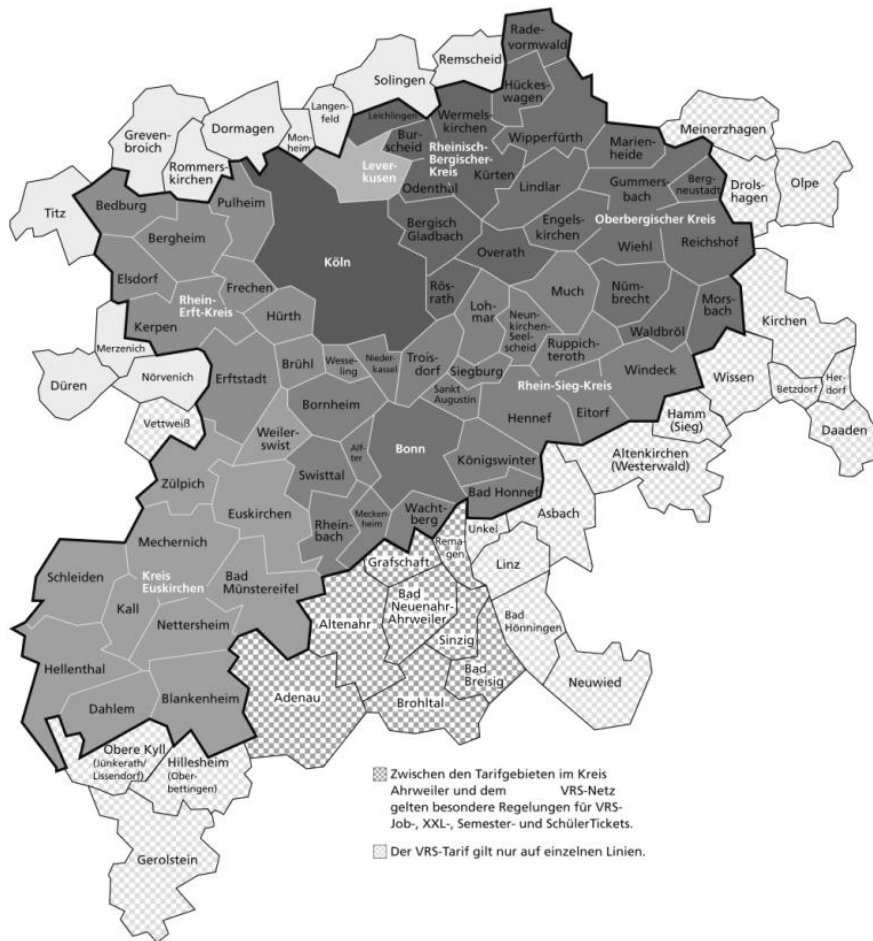 Rade-
vormwald
Remscheid
Solingen
Hückes-
wagen
Langen-
feld
Leichlingen
Wermels-
kirchen
Meinerzhagen
Grevenbroich
Dormagen
Mon-
heim
Bur-
scheid
Rheinisch-
Bergischer-
Kreis
Wipperfürth
Marien-
heide
Rommers-
kirchen
Lever-
kusen
Kürten
Gummers-
bach
Berg-
neustadt
Drols-
hagen
Olpe
Titz
Bedburg
Pulheim
Odenthal
Lindlar
Bergheim
Bergisch
Gladbach
Engels-
kirchen
Oberbergischer Kreis
Köln
Overath
Wiehl
Reichshof
Elsdorf
Frechen
Rös-
rath
Rhein-
Erft-Kreis
Much
Nüm-
brecht
Mors-
bach
Kerpen
Hürth
Loh-
mar
Neun-
kirchen-
Seel-
scheid
Kirchen
Merzenich
Ruppich-
teroth
Waldbröl
Düren
Nörvenich
Erftstadt
Brühl
Wesse-
ling
Nieder-
kassel
Trois-
dorf
Siegburg
Windeck
Wissen
Betzdorf
Her-
dorf
Sankt
Augustin
Rhein-Sieg-Kreis
Vettweiß
Bornheim
Hennef
Eitorf
Hamm
(Sieg)
Daaden
Weiler-
swist
Bonn
Altenkirchen
(Westerwald)
Alf-
ter
Königswinter
Zülpich
Swisttal
Bad Honnef
Euskirchen
Rhein-
bach
Mecken-
heim
Wacht-
berg
Asbach
Mechernich
Unkel
Rema-
gen
Grafschaft
Linz
Schleiden
Kreis
Euskirchen
Bad
Münstereifel
Bad
Neuenahr-
Ahrweiler
Kall
Altenahr
Bad
Hönningen
Nettersheim
Sinzig
Hellenthal
Bad
Breisig
Neuwied
Blankenheim
Adenau
Brohltal
Dahlem
Obere Kyll
(Jünkerath/
Lissendorf)
Hillesheim
(Ober-
bettingen)
Gerolstein
Zwischen den Tarifgebieten im Kreis
Ahrweiler und dem VRS-Netz
gelten besondere Regelungen für VRS-
Job-, XXL-, Semester- und SchülerTickets.
Der VRS-Tarif gilt nur auf einzelnen Linien.